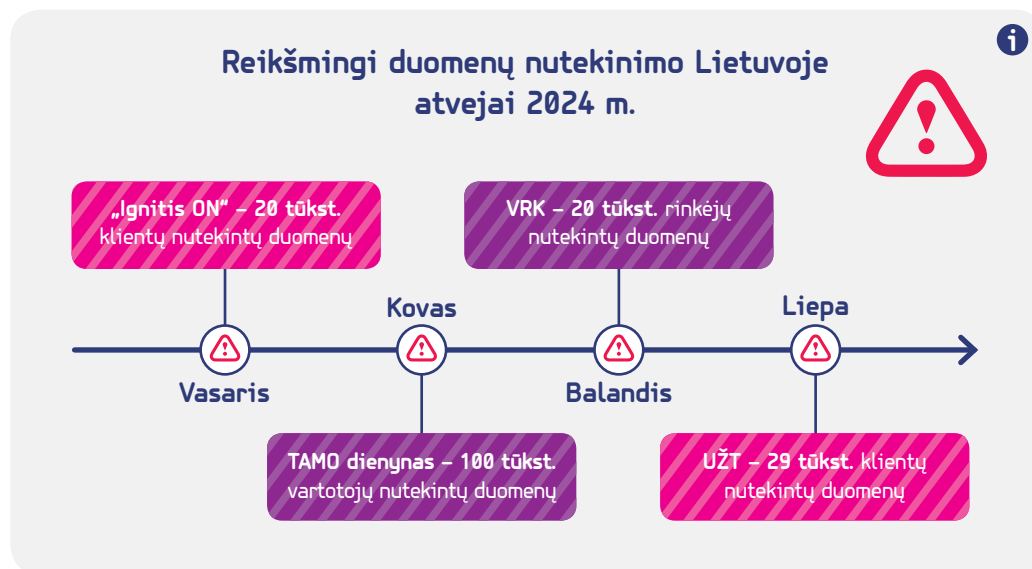 Reikšmingi duomenų nutekinimo Lietuvoje
atvejai 2024 m.
„Ignitis ON“ – 20 tūkst.
klientų nutekintų duomenų
VRK – 20 tūkst. rinkėjų
nutekintų duomenų
Kovas
Liepa
Vasaris
Balandis
TAMO dienynas – 100 tūkst.
vartotojų nutekintų duomenų
UŽT – 29 tūkst. klientų
nutekintų duomenų